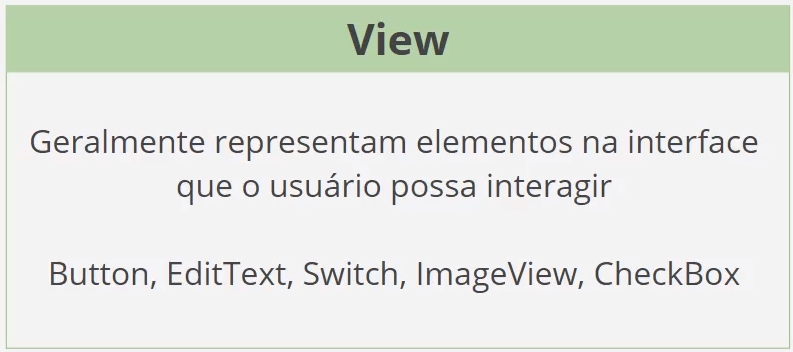 View
Geralmente representam elementos na interface
que o usuário possa interagir
Button, EditText, Switch, ImageView, CheckBox